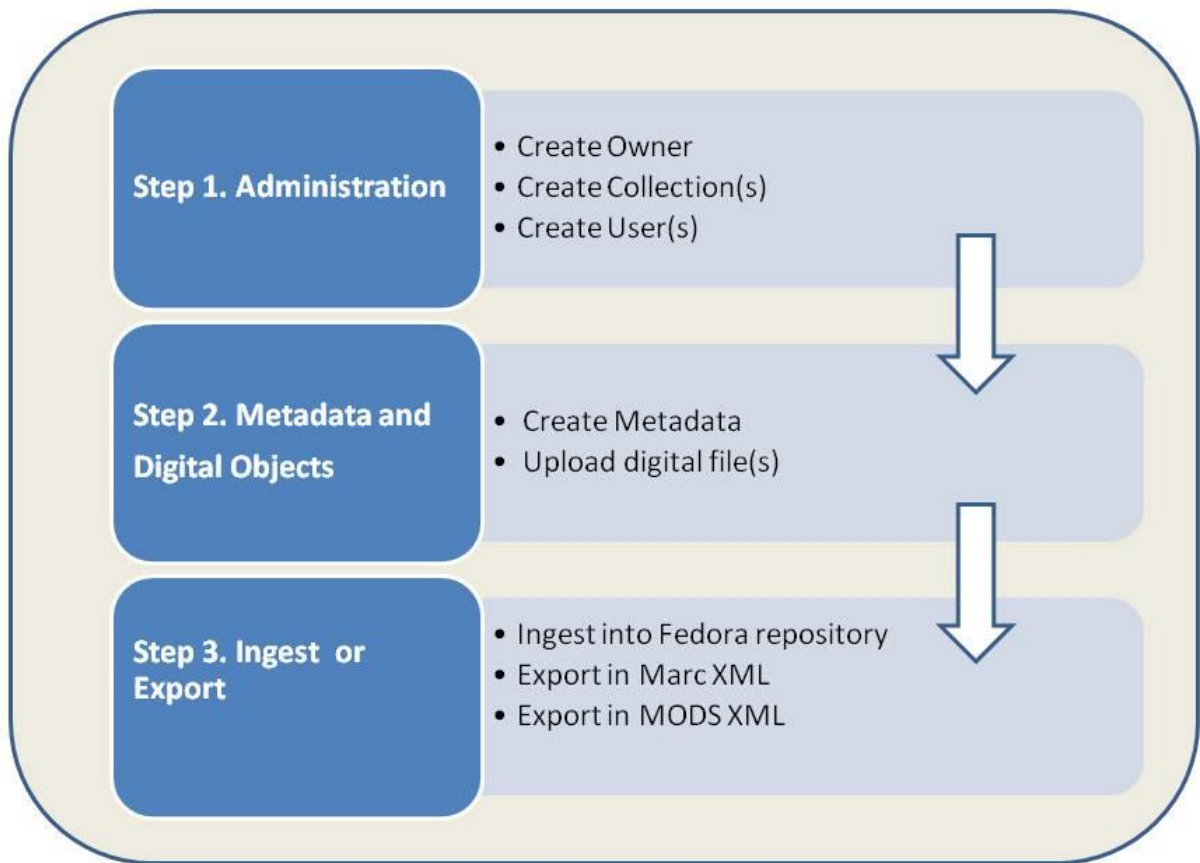 Step 1. Administration
• Create Owner
• Create Collection(s)
• Create User(s)
Step 2. Metadata and
Digital Objects
• Create Metadata
• Upload digital file(s)
Step 3. Ingest or
Export
• Ingest into Fedora repository
• Export in Marc XML
• Export in MODS XML